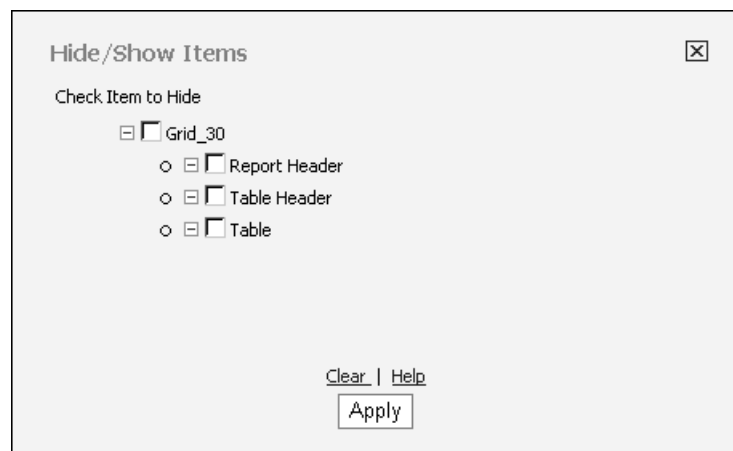 Hide/Show Items
Check Item to Hide
Grid_30
Report Header
Table Header
Table
Clear | Help
Apply